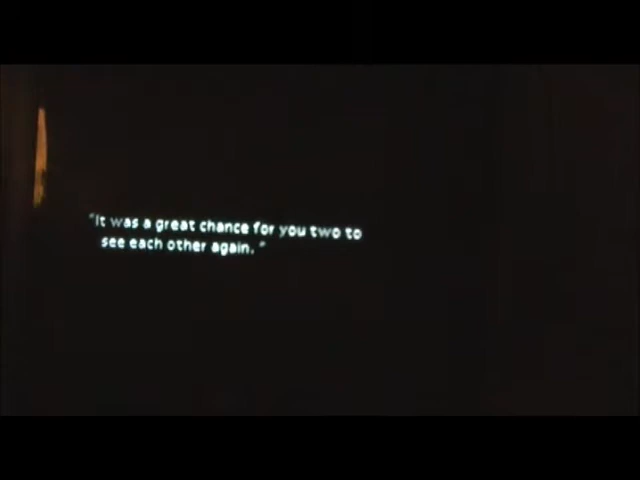 "It was a great chance for you two to
see each other again. "